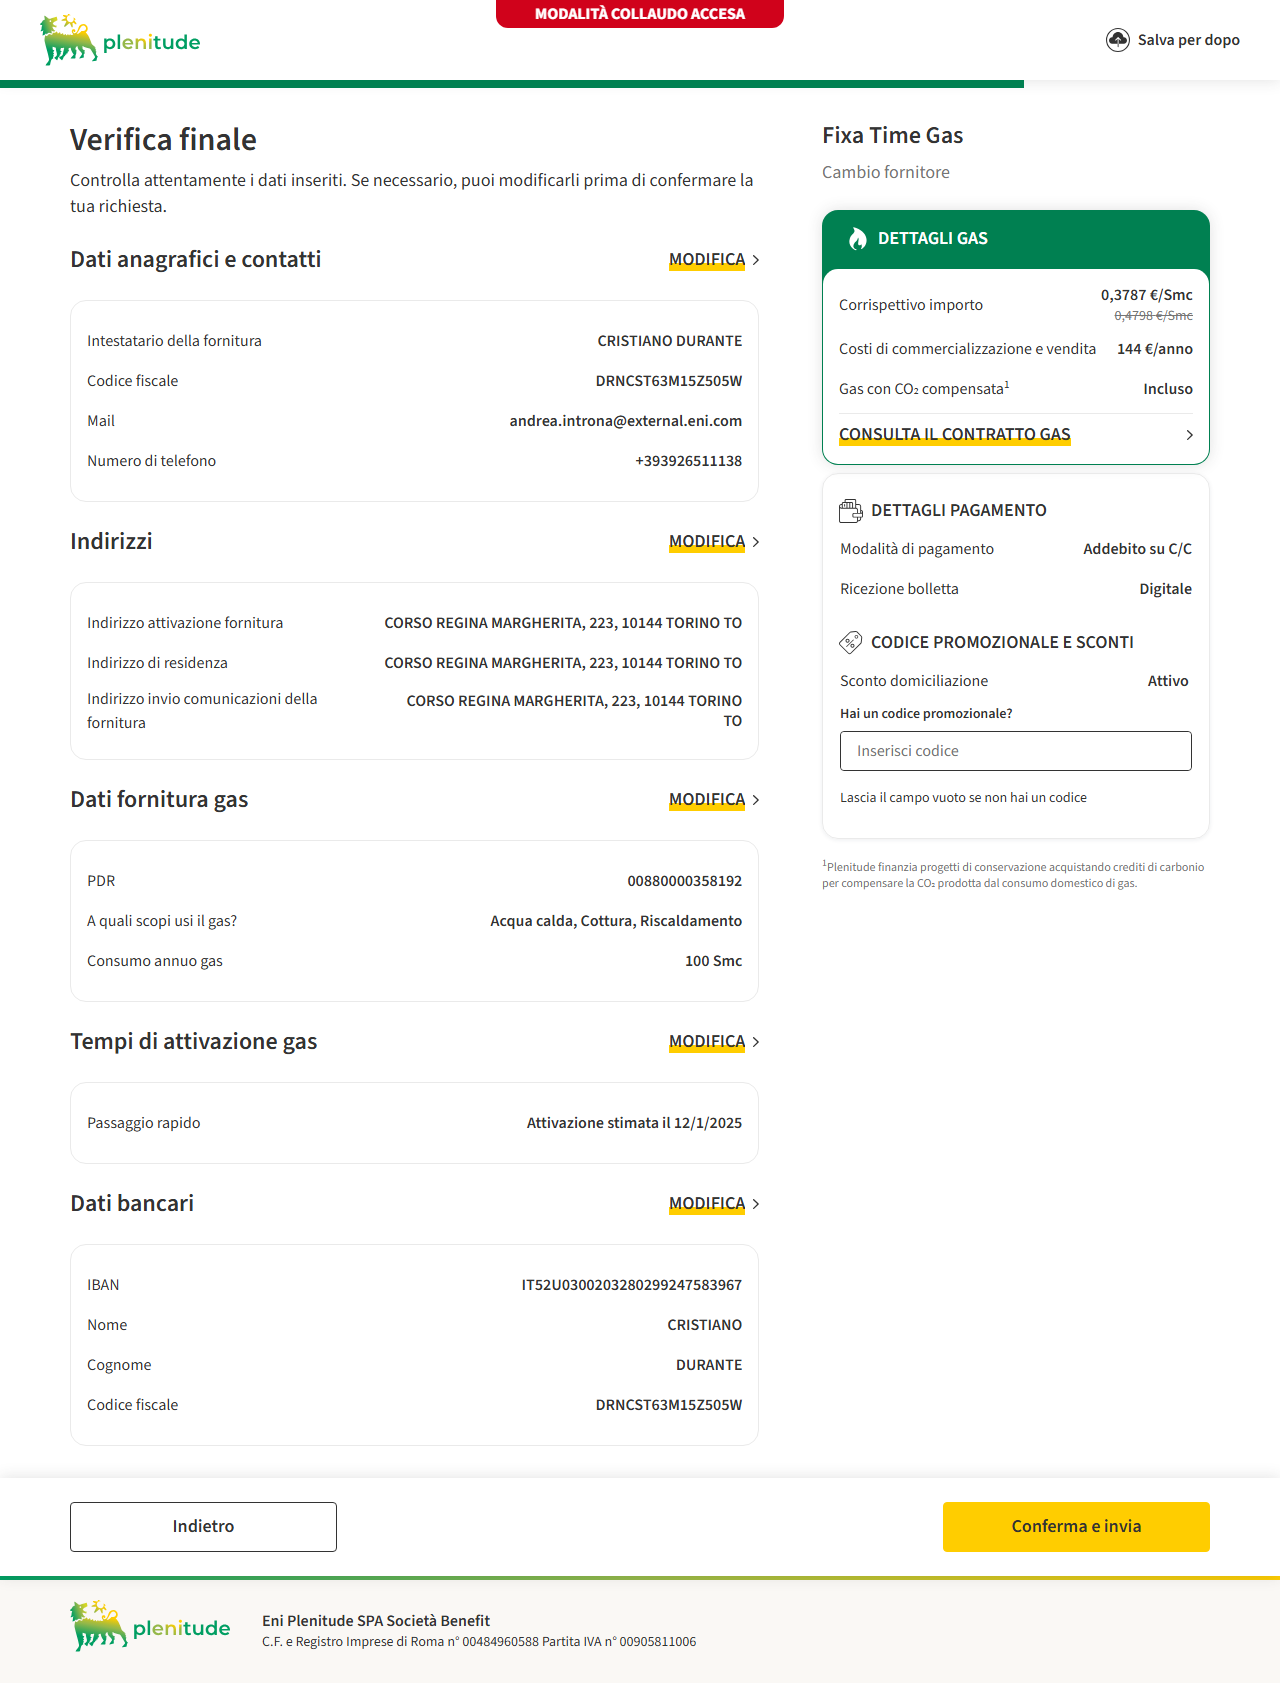 MODALITÀ COLLAUDO ACCESA
plenitude
Salva per dopo
Verifica finale
Controlla attentamente i dati inseriti. Se necessario, puoi modificarli prima di confermare la
tua richiesta.
Dati anagrafici e contatti
MODIFICA
Intestatario della fornitura
CRISTIANO DURANTE
Codice fiscale
DRNCST63M15Z505W
Mail
andrea.introna@external.eni.com
Numero di telefono
+393926511138
Indirizzi
MODIFICA
Indirizzo attivazione fornitura
CORSO REGINA MARGHERITA, 223, 10144 TORINO TO
Indirizzo di residenza
CORSO REGINA MARGHERITA, 223, 10144 TORINO TO
Indirizzo invio comunicazioni della
fornitura
CORSO REGINA MARGHERITA, 223, 10144 TORINO
TO
Dati fornitura gas
MODIFICA
PDR
00880000358192
A quali scopi usi il gas?
Acqua calda, Cottura, Riscaldamento
Consumo annuo gas
100 Smc
Tempi di attivazione gas
MODIFICA
Passaggio rapido
Attivazione stimata il 12/1/2025
Dati bancari
MODIFICA
IBAN
IT52U0300203280299247583967
Nome
CRISTIANO
Cognome
DURANTE
Codice fiscale
DRNCST63M15Z505W
Fixa Time Gas
Cambio fornitore
DETTAGLI GAS
Corrispettivo importo
0,3787 €/Smc
0,4798 €/Smc
Costi di commercializzazione e vendita
144 €/anno
Gas con CO₂ compensata¹
Incluso
CONSULTA IL CONTRATTO GAS
DETTAGLI PAGAMENTO
Modalità di pagamento
Addebito su C/C
Ricezione bolletta
Digitale
CODICE PROMOZIONALE E SCONTI
Sconto domiciliazione
Attivo
Hai un codice promozionale?
Inserisci codice
Lascia il campo vuoto se non hai un codice
¹Plenitude finanzia progetti di conservazione acquistando crediti di carbonio
per compensare la CO₂ prodotta dal consumo domestico di gas.
Indietro
Conferma e invia
plenitude
Eni Plenitude SPA Società Benefit
C.F. e Registro Imprese di Roma n° 00484960588 Partita IVA n° 00905811006